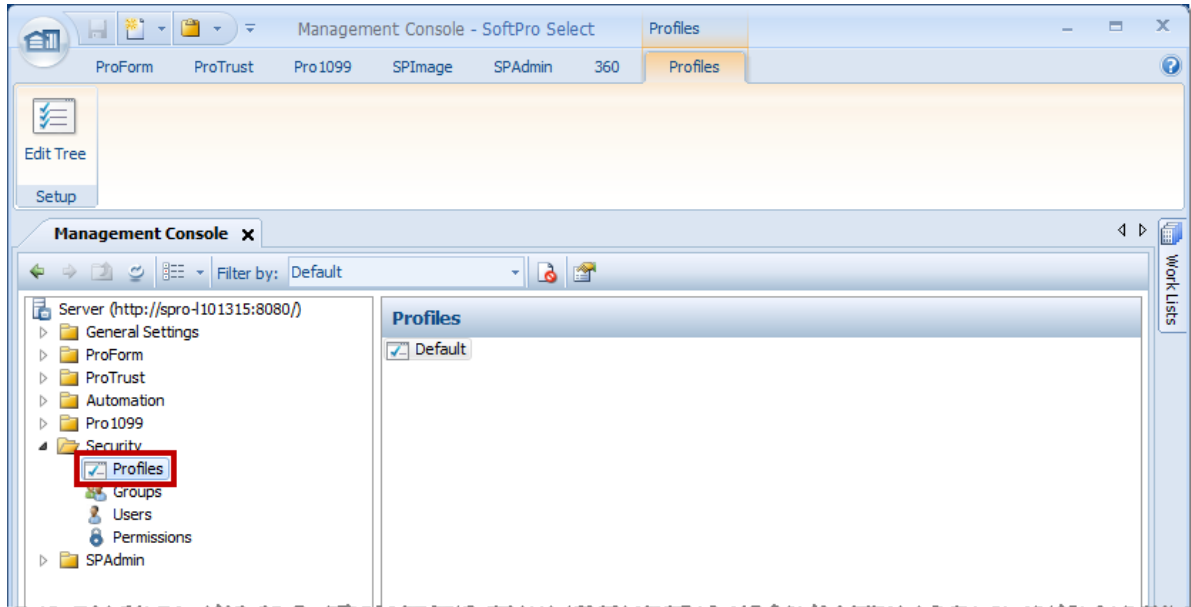 Management Console - SoftPro Select
Profiles
ProForm ProTrust Pro1099 SPImage SPAdmin 360 Profiles
Edit Tree
Setup
Management Console
Filter by: Default
Work Lists
Server (http://spro-l101315:8080/)
General Settings
ProForm
ProTrust
Automation
Pro1099
Security
Profiles
Groups
Users
Permissions
SPAdmin
Profiles
Default